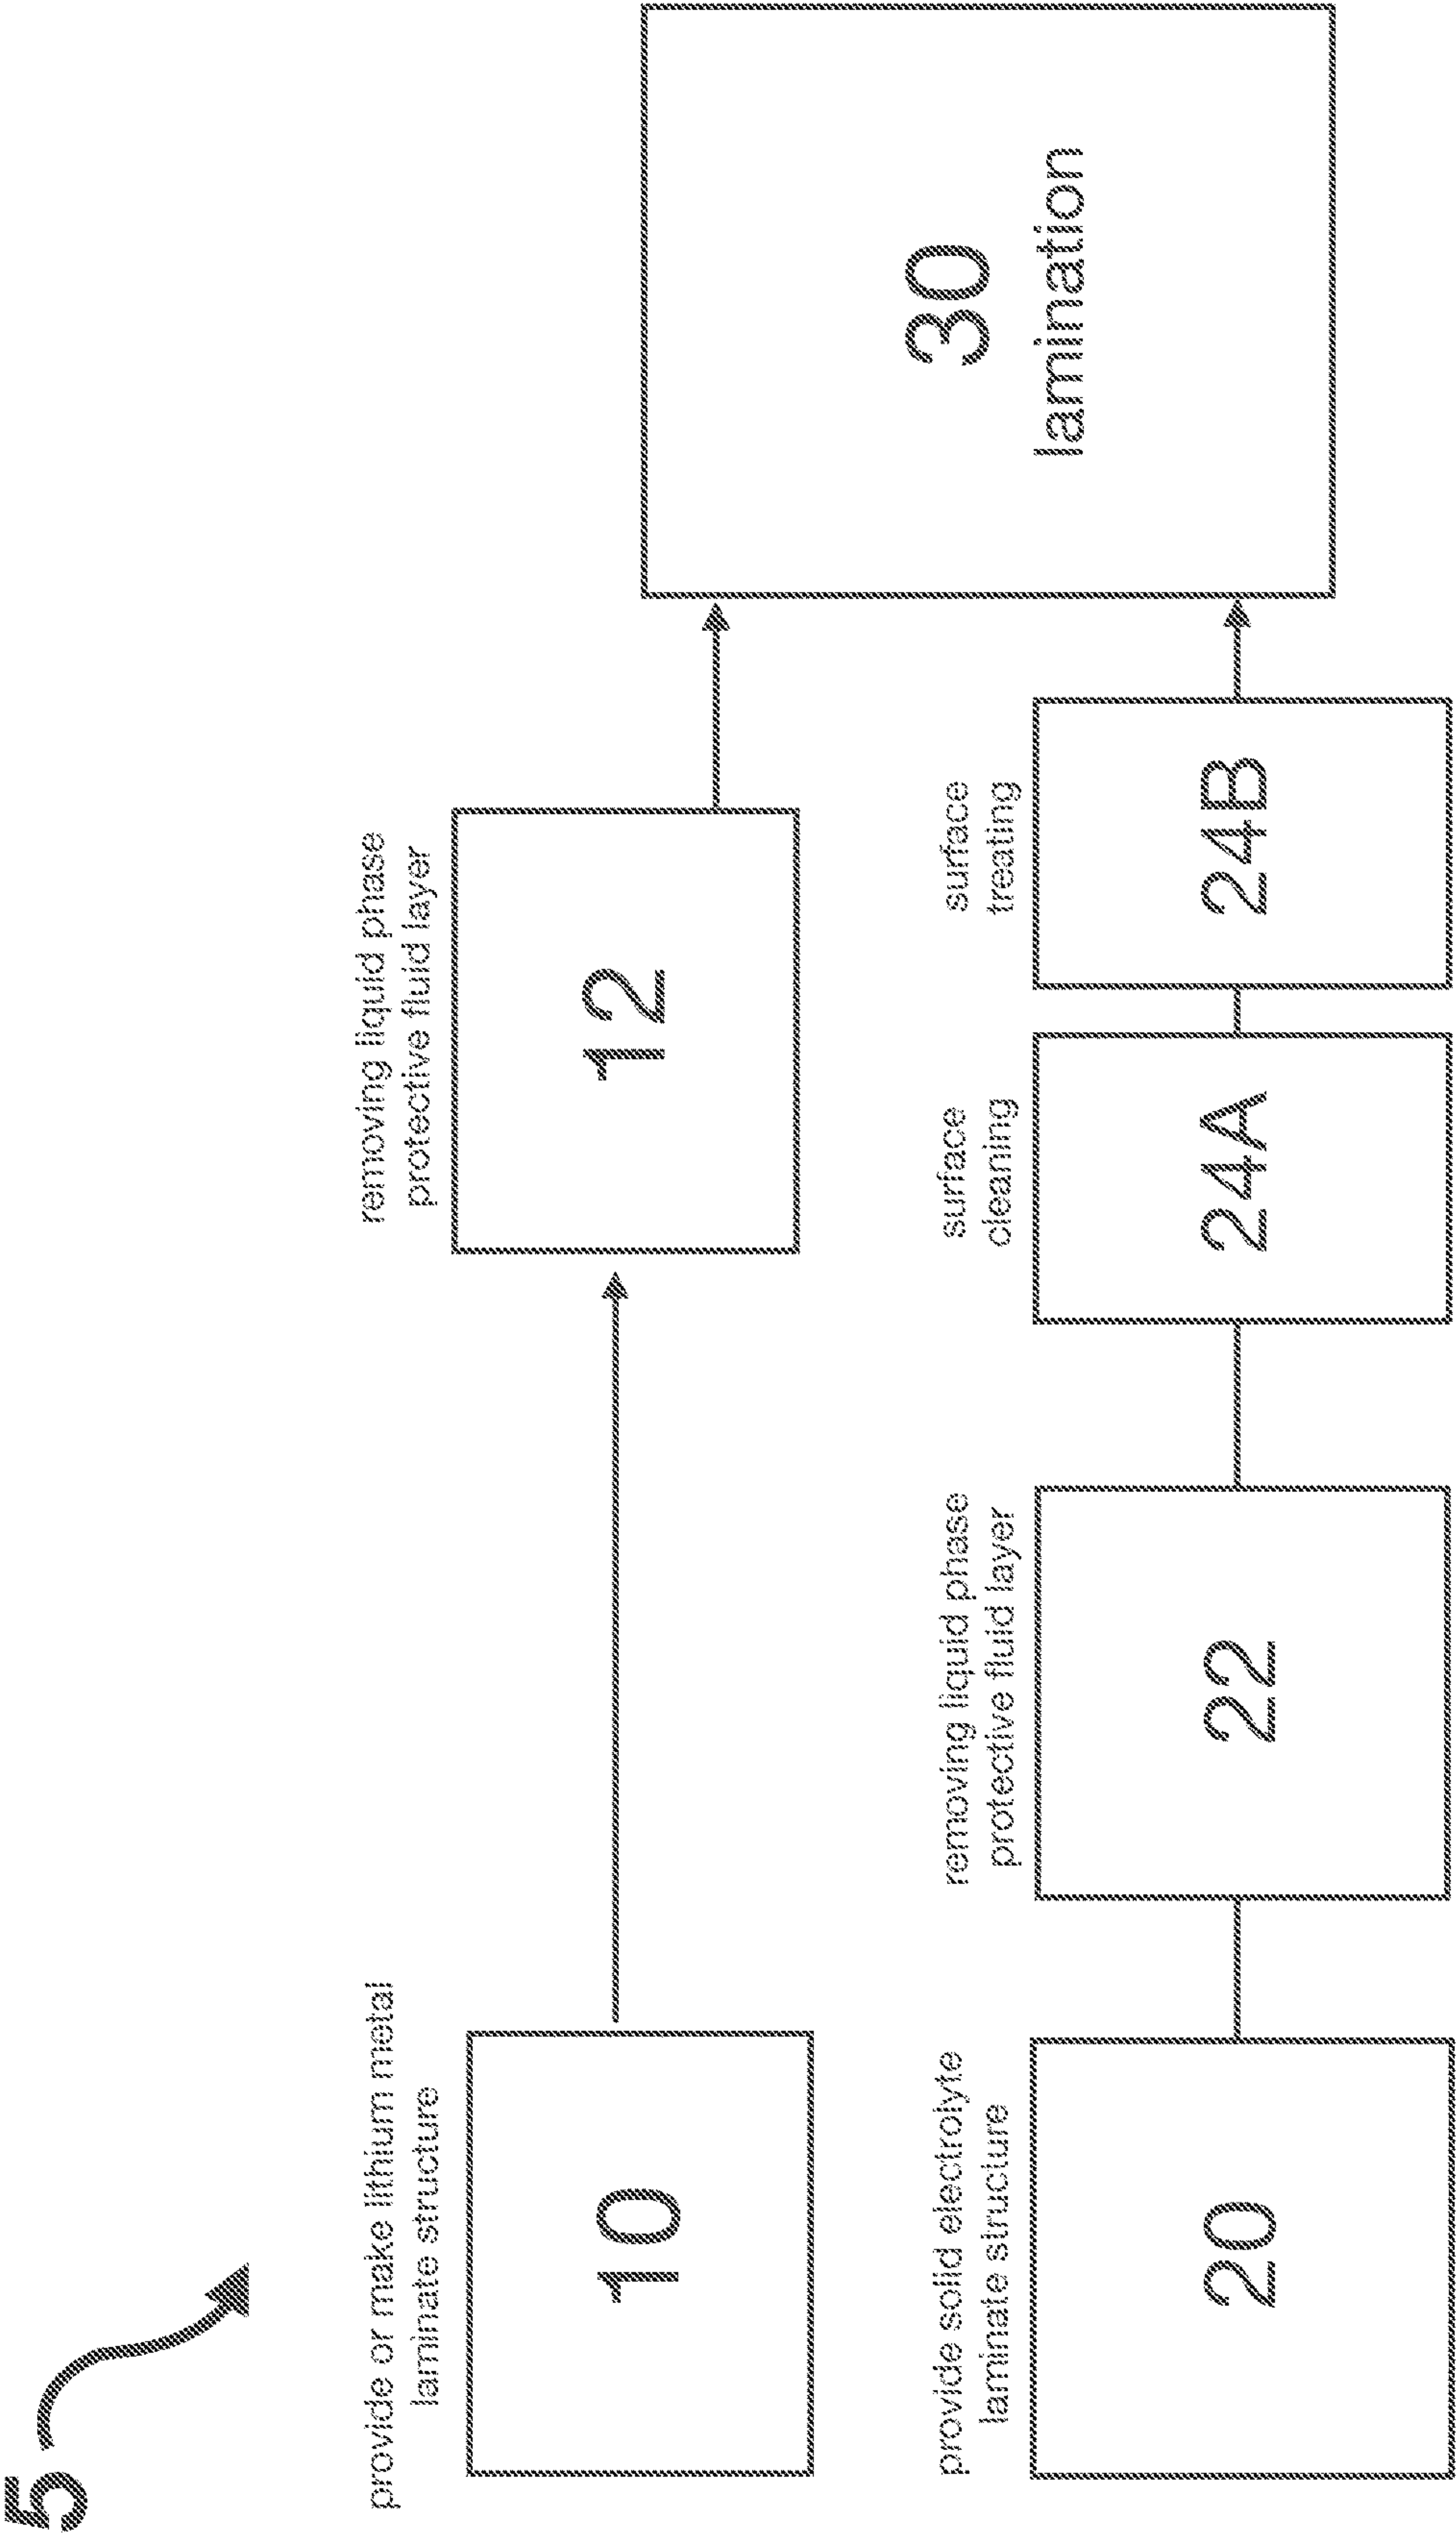 5
provide or make lithium metal
laminate structure
10
removing liquid phase
protective fluid layer
12
provide solid electrolyte
laminate structure
20
removing liquid phase
protective fluid layer
22
surface
cleaning
24A
surface
treating
24B
30
lamination